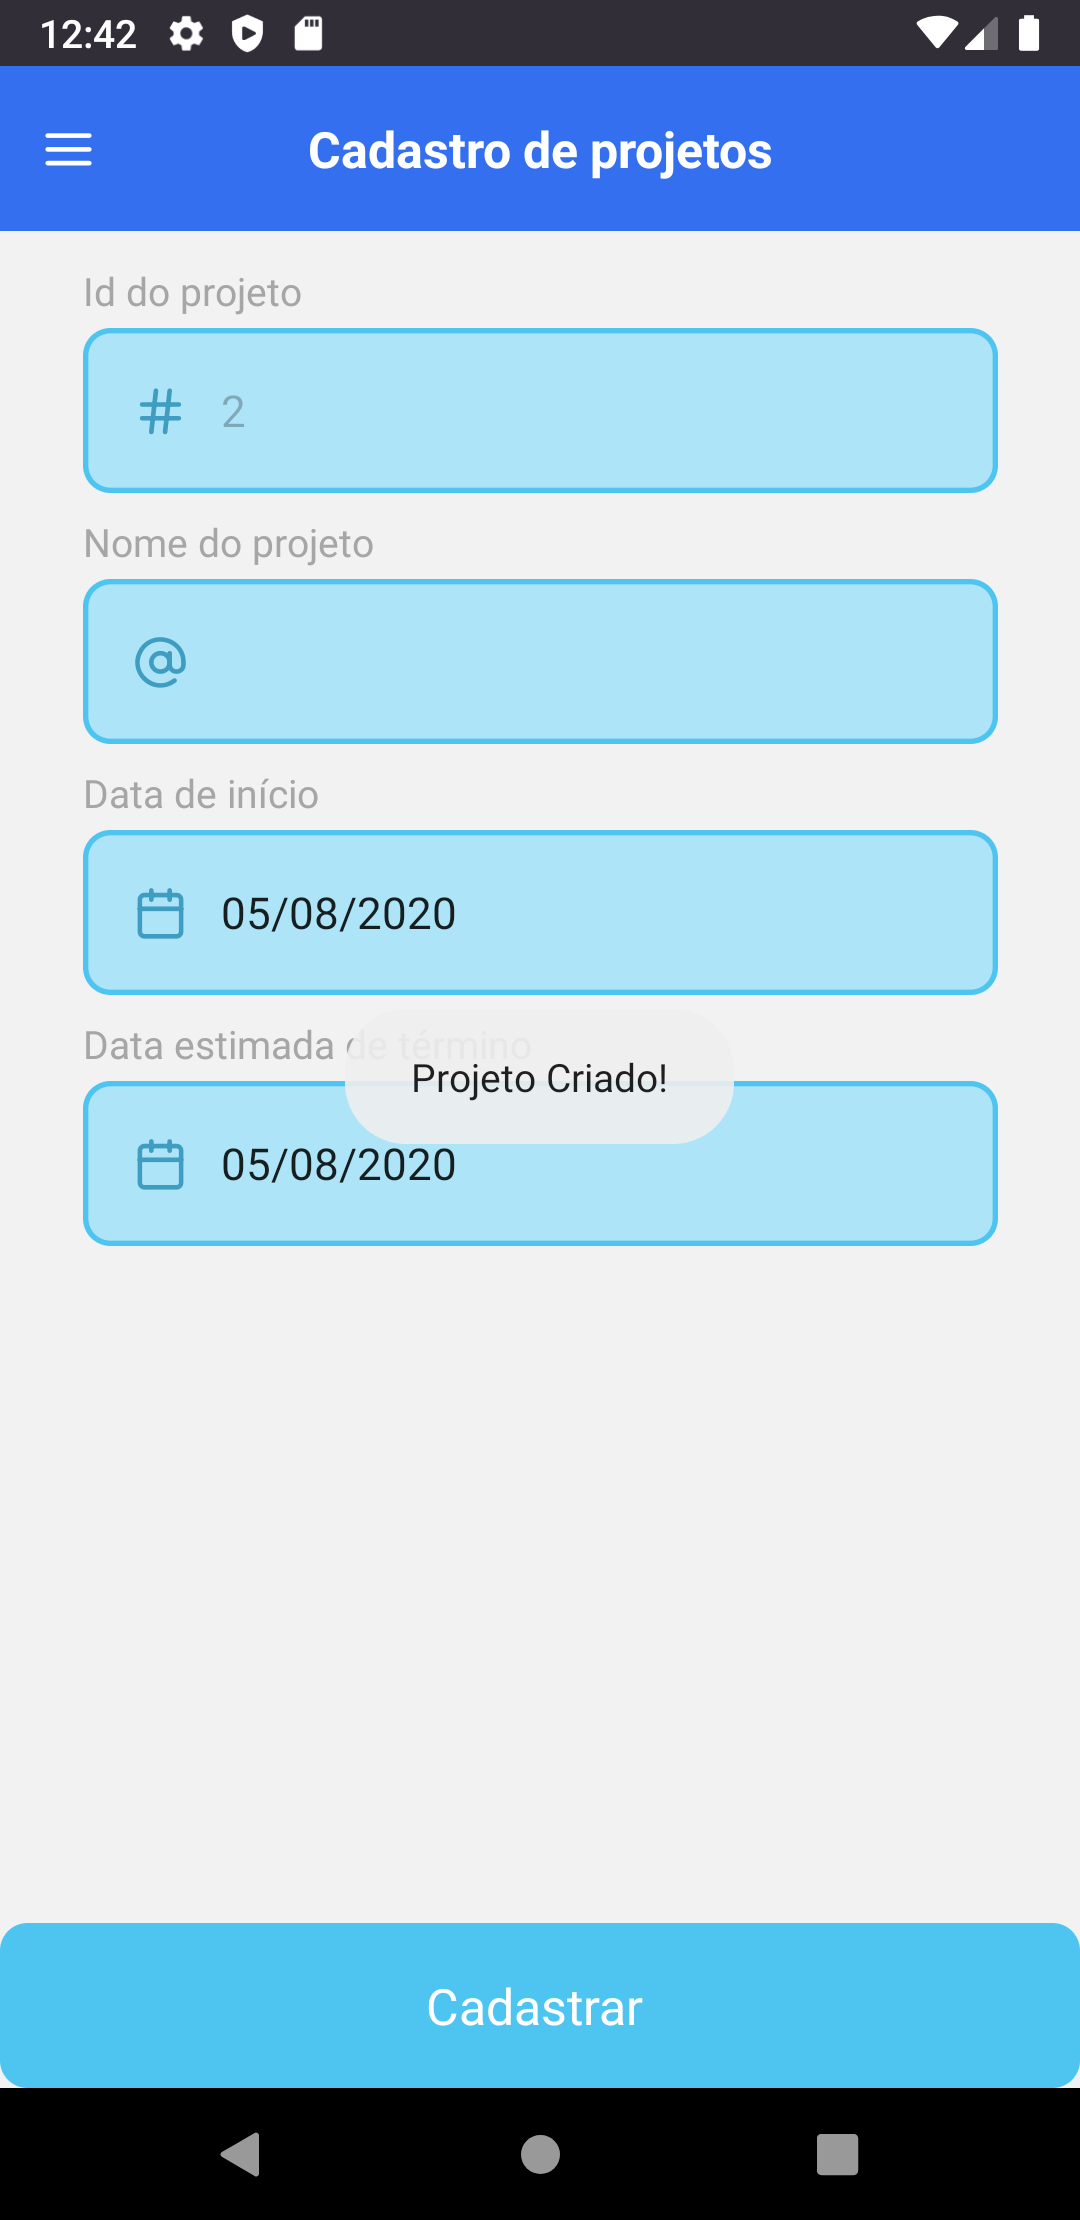 12:42
Cadastro de projetos
Id do projeto
2
Nome do projeto
Data de início
05/08/2020
Data estimada de término
Projeto Criado!
05/08/2020
Cadastrar